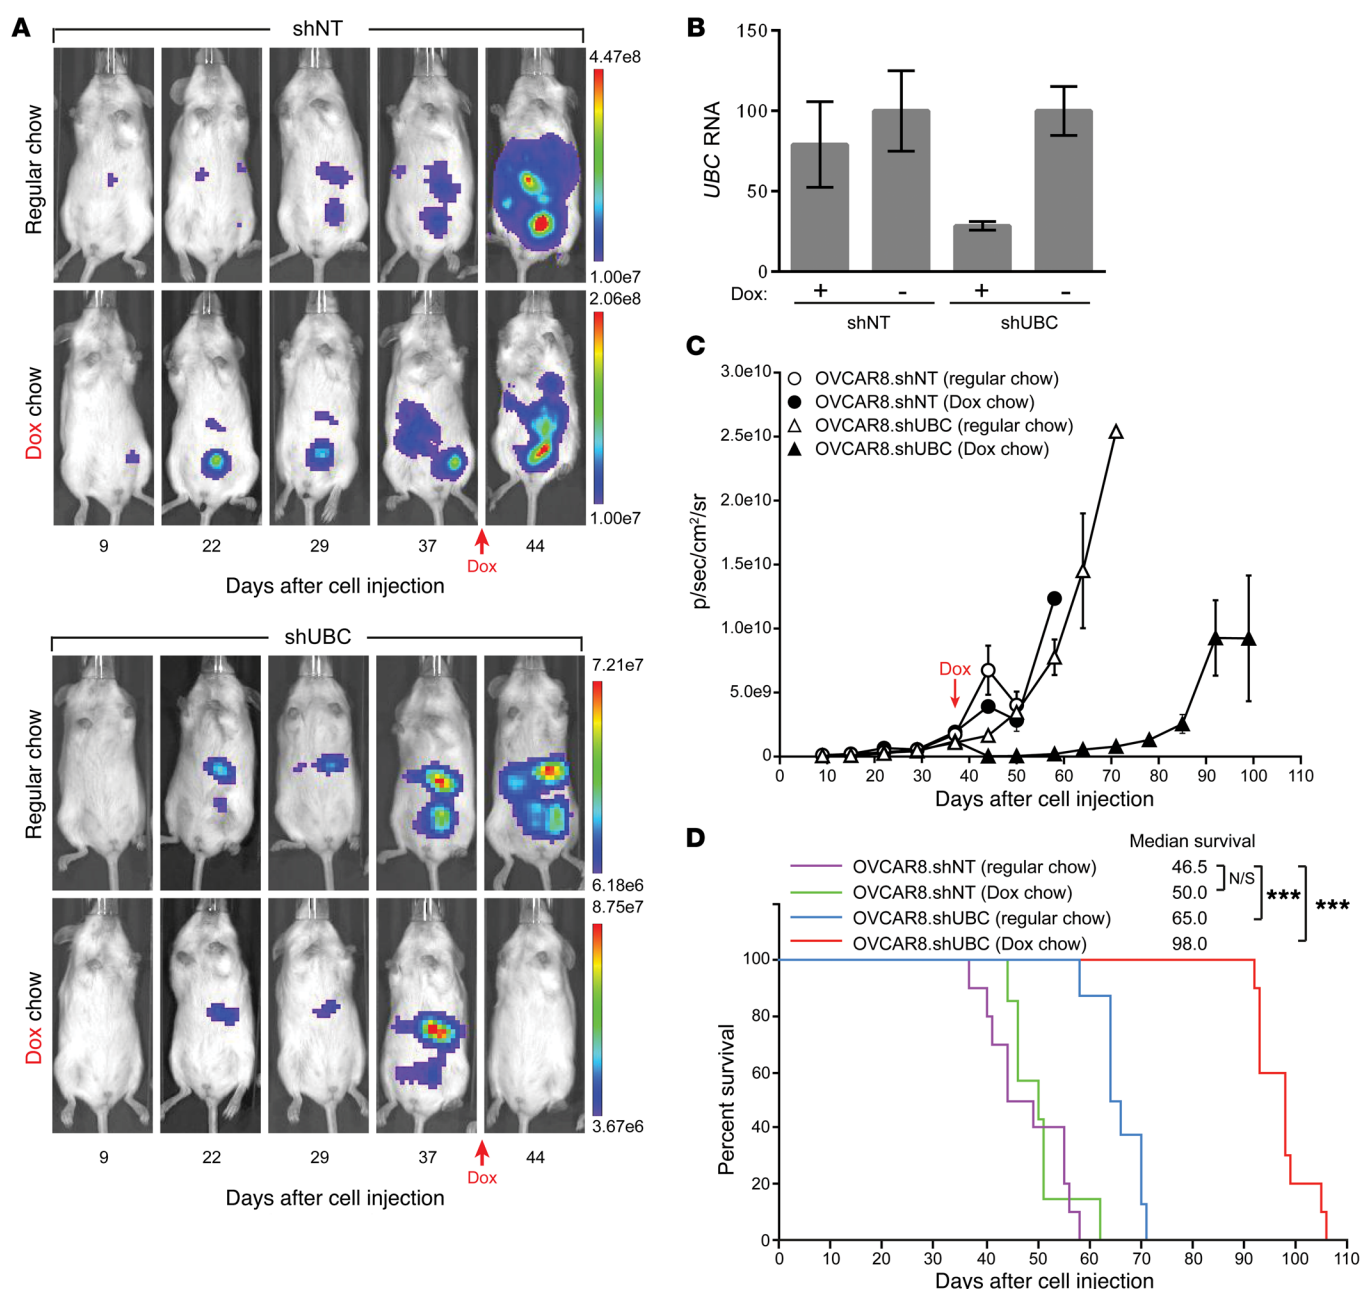 A
shNT
Regular chow
4.47e8
1.00e7
Dox chow
2.06e8
1.00e7
9 22 29 37 44
Dox
Days after cell injection
shUBC
Regular chow
7.21e7
6.18e6
Dox chow
8.75e7
3.67e6
9 22 29 37 44
Dox
Days after cell injection
B
UBC RNA
150
100
50
0
Dox: + - + -
shNT shUBC
C
p/sec/cm²/sr
3.0e10
2.5e10
2.0e10
1.5e10
1.0e10
5.0e9
0
OVCAR8.shNT (regular chow)
OVCAR8.shNT (Dox chow)
OVCAR8.shUBC (regular chow)
OVCAR8.shUBC (Dox chow)
Dox
0 10 20 30 40 50 60 70 80 90 100 110
Days after cell injection
D
Median survival
OVCAR8.shNT (regular chow) 46.5
OVCAR8.shNT (Dox chow) 50.0
OVCAR8.shUBC (regular chow) 65.0
OVCAR8.shUBC (Dox chow) 98.0
N/S
***
***
Percent survival
100
80
60
40
20
0
0 10 20 30 40 50 60 70 80 90 100 110
Days after cell injection